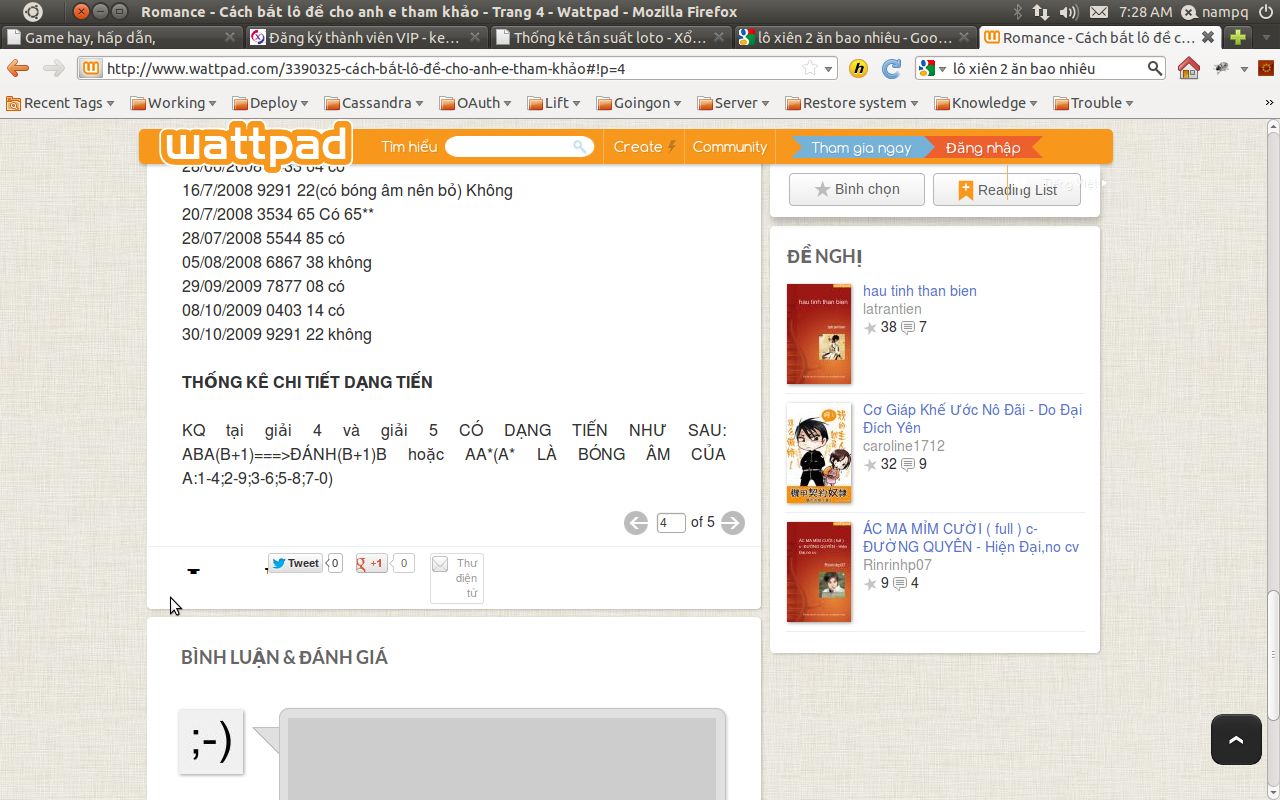 Romance - Cách bắt lô đề cho anh e tham khảo - Trang 4 - Wattpad - Mozilla Firefox
7:28 AM nampq
Game hay, hấp dẫn,
Đăng ký thành viên VIP - ke...
Thống kê tần suất loto - Xổ...
lô xiên 2 ăn bao nhiêu - Goo...
Romance - Cách bắt lô đề c...
http://www.wattpad.com/3390325-cách-bắt-lô-đề-cho-anh-e-tham-khảo#!p=4
lô xiên 2 ăn bao nhiêu
Recent Tags Working Deploy Cassandra OAuth Lift Goingon Server Restore system Knowledge Trouble »
wattpad
Tìm hiểu
Create
Community
Tham gia ngay
Đăng nhập
16/7/2008 9291 22(có bóng âm nên bỏ) Không
20/7/2008 3534 65 Có 65**
28/07/2008 5544 85 có
05/08/2008 6867 38 không
29/09/2009 7877 08 có
08/10/2009 0403 14 có
30/10/2009 9291 22 không
THỐNG KÊ CHI TIẾT DẠNG TIẾN
KQ tại giải 4 và giải 5 CÓ DẠNG TIẾN NHƯ SAU:
ABA(B+1)===>ĐÁNH(B+1)B hoặc AA*(A* LÀ BÓNG ÂM CỦA
A:1-4;2-9;3-6;5-8;7-0)
4 of 5
Tweet 0
+1 0
Thư
điện
tử
BÌNH LUẬN & ĐÁNH GIÁ
;-)
Bình chọn
Reading List
ĐỀ NGHỊ
hau tinh than bien
latrantien
38 7
Cơ Giáp Khế Ước Nô Đãi - Do Đại
Đích Yên
caroline1712
32 9
ÁC MA MỈM CƯỜI ( full ) c-
ĐƯỜNG QUYÊN - Hiện Đại,no cv
Rinrinhp07
9 4